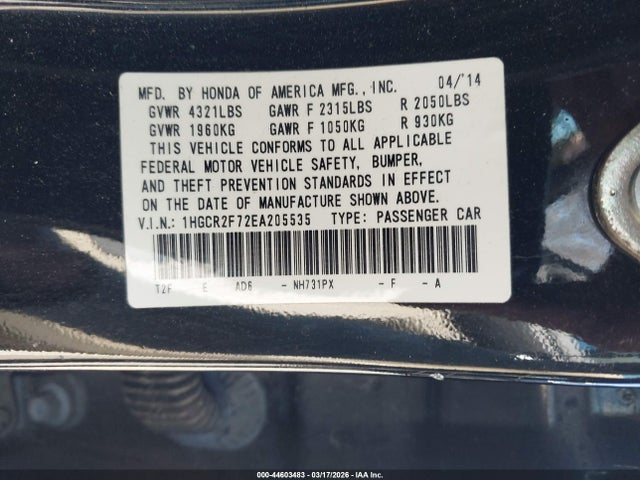 MFD. BY HONDA OF AMERICA MFG., INC. 04/'14
GVWR 4321LBS GAWR F 2315LBS R 2050LBS
GVWR 1960KG GAWR F 1050KG R 930KG
THIS VEHICLE CONFORMS TO ALL APPLICABLE
FEDERAL MOTOR VEHICLE SAFETY, BUMPER,
AND THEFT PREVENTION STANDARDS IN EFFECT
ON THE DATE OF MANUFACTURE SHOWN ABOVE.
V.I.N.: 1HGCR2F72EA205535 TYPE: PASSENGER CAR
T2F E AD6 - NH731PX - F - A
000-44603483 - 03/17/2026 - IAA Inc.